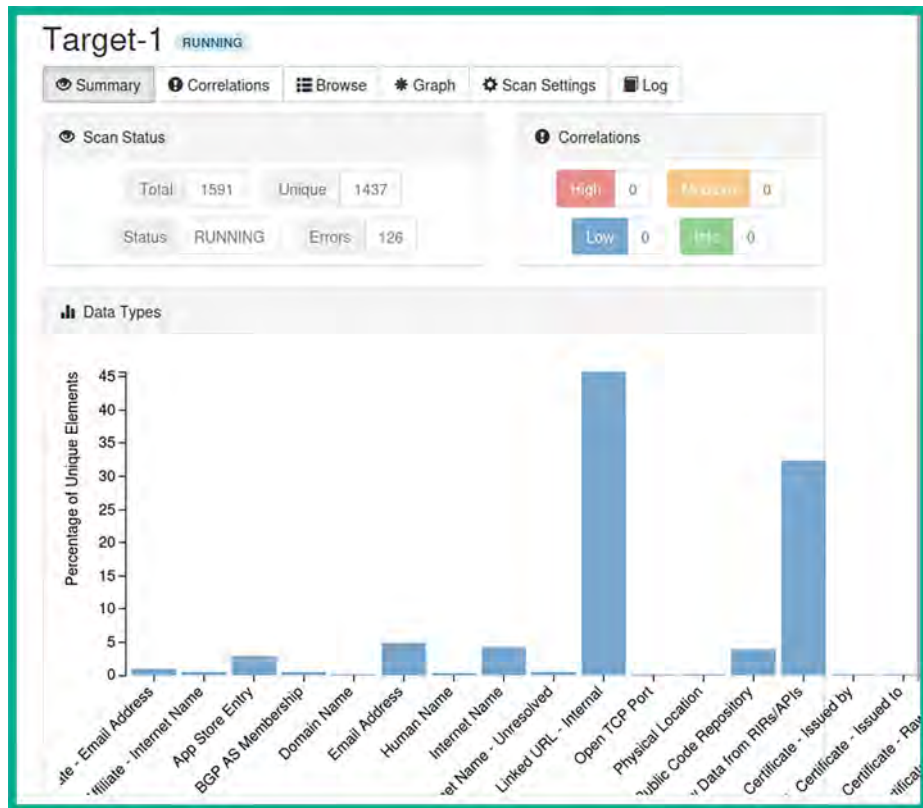 Target-1 RUNNING
Summary Correlations Browse Graph Scan Settings Log
Scan Status
Correlations
Total 1591 Unique 1437
High 0 Medium 0
Status RUNNING Errors 126
Low 0 Info 0
Data Types
Percentage of Unique Elements
45
40
35
30
25
20
15
10
5
0
te - Email Address
ffiliate - Internet Name
App Store Entry
BGP AS Membership
Domain Name
Email Address
Human Name
Internet Name
et Name - Unresolved
Linked URL - Internal
Open TCP Port
Physical Location
Public Code Repository
Data from RIRs/APIs
Certificate - Issued by
Certificate - Issued to
Certificate - Ra